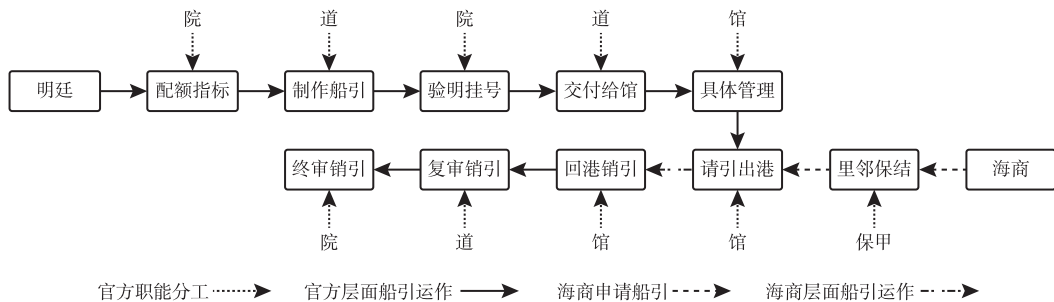 院 道 院 道 馆
明廷 配额指标 制作船引 验明挂号 交付给馆 具体管理
终审销引 复审销引 回港销引 请引出港 里邻保结 海商
院 道 馆 馆 保甲
官方职能分工 官方层面船引运作 海商申请船引 海商层面船引运作